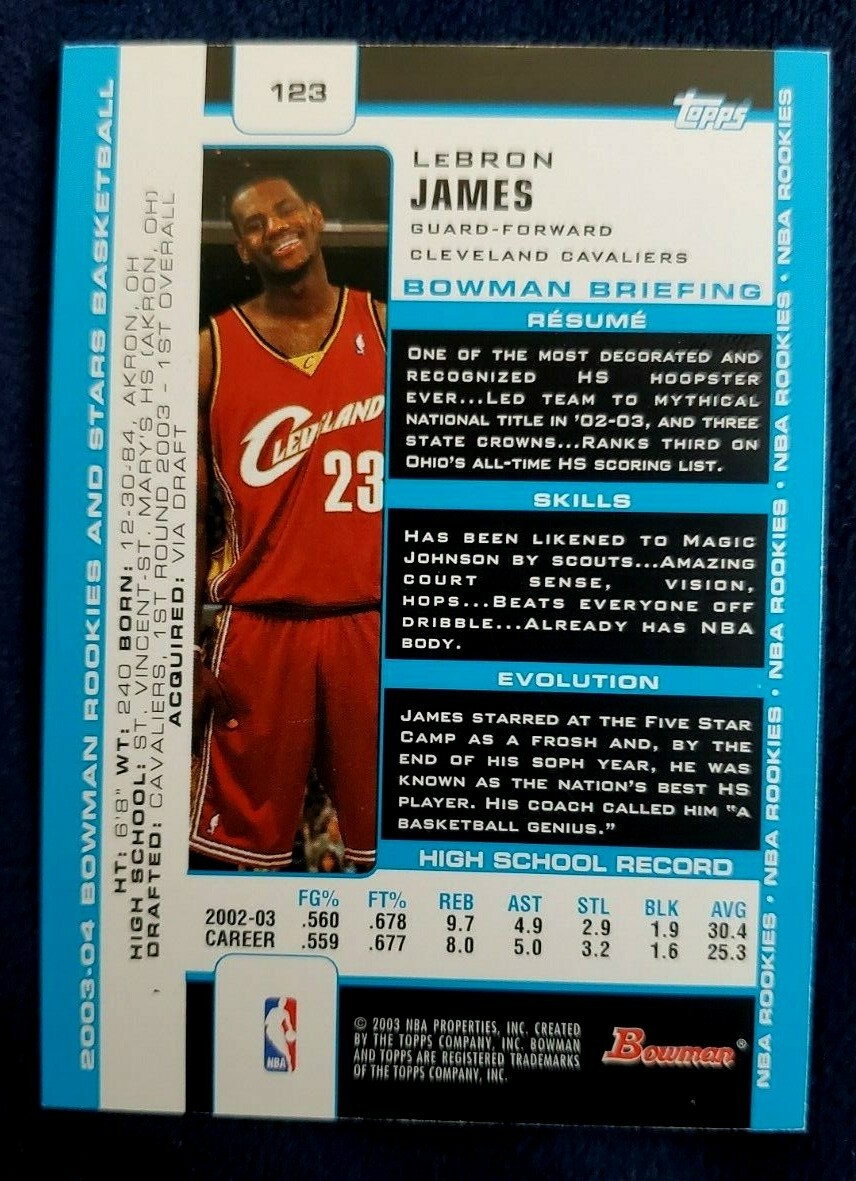 123
Topps
LeBron
JAMES
GUARD-FORWARD
CLEVELAND CAVALIERS
BOWMAN BRIEFING
RÉSUMÉ
ONE OF THE MOST DECORATED AND
RECOGNIZED HS HOOPSTER
EVER...LED TEAM TO MYTHICAL
NATIONAL TITLE IN '02-03, AND THREE
STATE CROWNS...RANKS THIRD ON
OHIO'S ALL-TIME HS SCORING LIST.
SKILLS
HAS BEEN LIKENED TO MAGIC
JOHNSON BY SCOUTS...AMAZING
COURT SENSE, VISION,
HOPS...BEATS EVERYONE OFF
DRIBBLE...ALREADY HAS NBA
BODY.
EVOLUTION
JAMES STARRED AT THE FIVE STAR
CAMP AS A FROSH AND, BY THE
END OF HIS SOPH YEAR, HE WAS
KNOWN AS THE NATION'S BEST HS
PLAYER. HIS COACH CALLED HIM "A
BASKETBALL GENIUS."
HIGH SCHOOL RECORD
FG% FT% REB AST STL BLK AVG
2002-03 .560 .678 9.7 4.9 2.9 1.9 30.4
CAREER .559 .677 8.0 5.0 3.2 1.6 25.3
© 2003 NBA PROPERTIES, INC. CREATED
BY THE TOPPS COMPANY, INC. BOWMAN
AND TOPPS ARE REGISTERED TRADEMARKS
OF THE TOPPS COMPANY, INC.
Bowman®
NBA
C
CLEVELAND
23
2003-04 BOWMAN ROOKIES AND STARS BASKETBALL
HT: 6'8" WT: 240 BORN: 12-30-84, AKRON, OH
HIGH SCHOOL: ST. VINCENT-ST. MARY'S HS (AKRON, OH)
DRAFTED: CAVALIERS, 1ST ROUND 2003 - 1ST OVERALL
ACQUIRED: VIA DRAFT
NBA ROOKIES • NBA ROOKIES • NBA ROOKIES • NBA ROOKIES • NBA ROOKIES